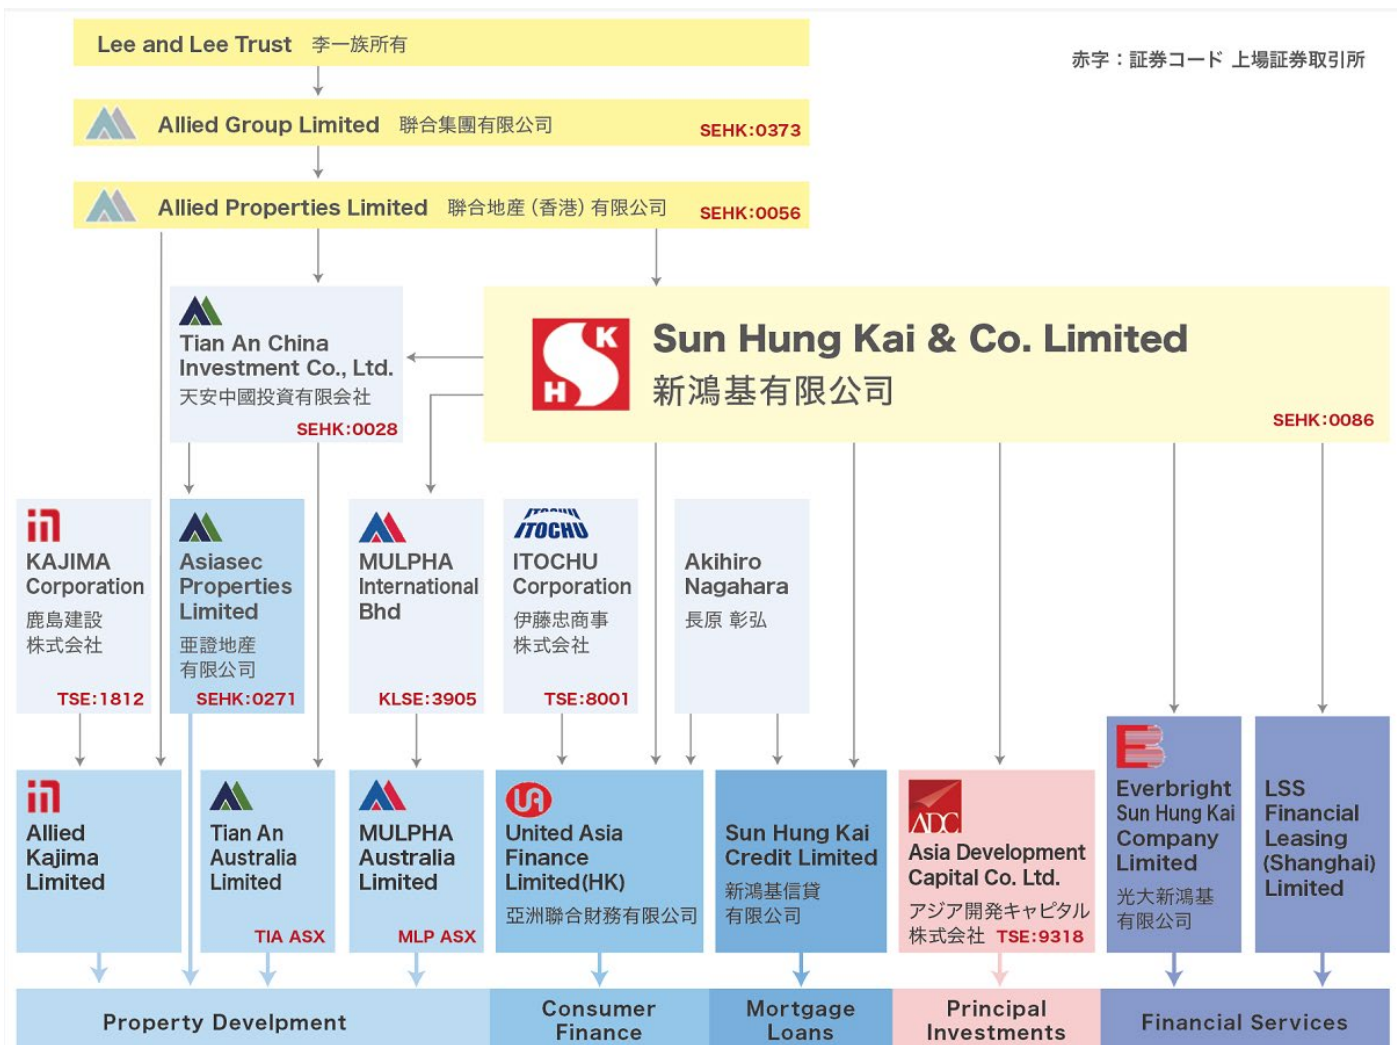 Lee and Lee Trust 李一族所有
赤字：証券コード 上場証券取引所
Allied Group Limited 聯合集團有限公司 SEHK:0373
Allied Properties Limited 聯合地産（香港）有限公司 SEHK:0056
Tian An China
Investment Co., Ltd.
天安中國投資有限会社
SEHK:0028
S K H
Sun Hung Kai & Co. Limited
新鴻基有限公司
SEHK:0086
KAJIMA
Corporation
鹿島建設
株式会社
TSE:1812
Asiasec
Properties
Limited
亜證地産
有限公司
SEHK:0271
MULPHA
International
Bhd
KLSE:3905
ITOCHU
ITOCHU
ITOCHU
Corporation
伊藤忠商事
株式会社
TSE:8001
Akihiro
Nagahara
長原 彰弘
Allied
Kajima
Limited
Tian An
Australia
Limited
TIA ASX
MULPHA
Australia
Limited
MLP ASX
UA
United Asia
Finance
Limited(HK)
亞洲聯合財務有限公司
Sun Hung Kai
Credit Limited
新鴻基信貸
有限公司
ADC
Asia Development
Capital Co. Ltd.
アジア開発キャピタル
株式会社 TSE:9318
Everbright
Sun Hung Kai
Company
Limited
光大新鴻基
有限公司
LSS
Financial
Leasing
(Shanghai)
Limited
Property Develpment
Consumer
Finance
Mortgage
Loans
Principal
Investments
Financial Services